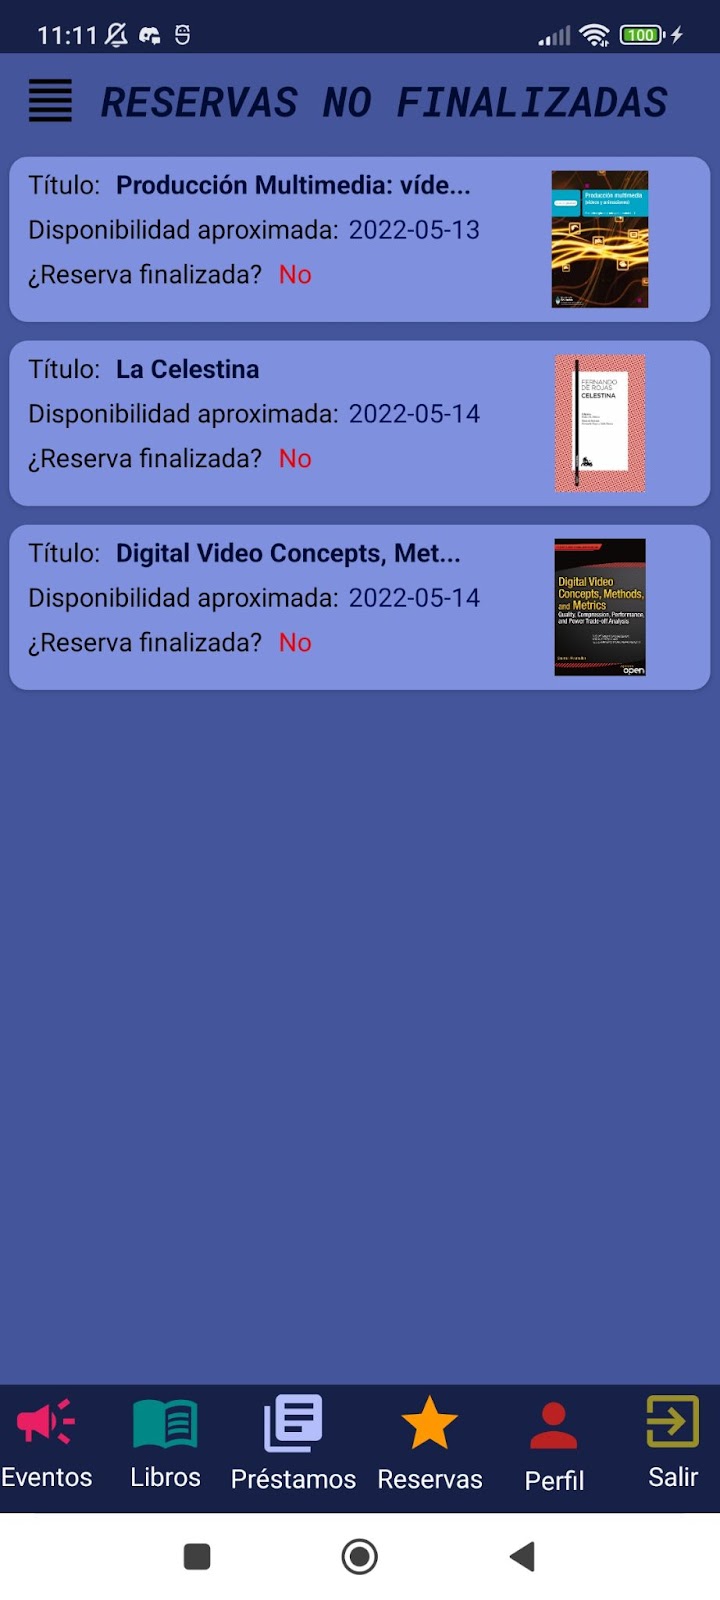 11:11
100
RESERVAS NO FINALIZADAS
Título: Producción Multimedia: víde...
Disponibilidad aproximada: 2022-05-13
¿Reserva finalizada? No
Producción multimedia
(vídeos y animaciones)
Título: La Celestina
Disponibilidad aproximada: 2022-05-14
¿Reserva finalizada? No
FERNANDO
DE ROJAS
CELESTINA
Título: Digital Video Concepts, Met...
Disponibilidad aproximada: 2022-05-14
¿Reserva finalizada? No
Digital Video
Concepts, Methods,
and Metrics
Quality, Compression, Performance,
and Power Trade-off Analysis
open
Eventos
Libros
Préstamos
Reservas
Perfil
Salir